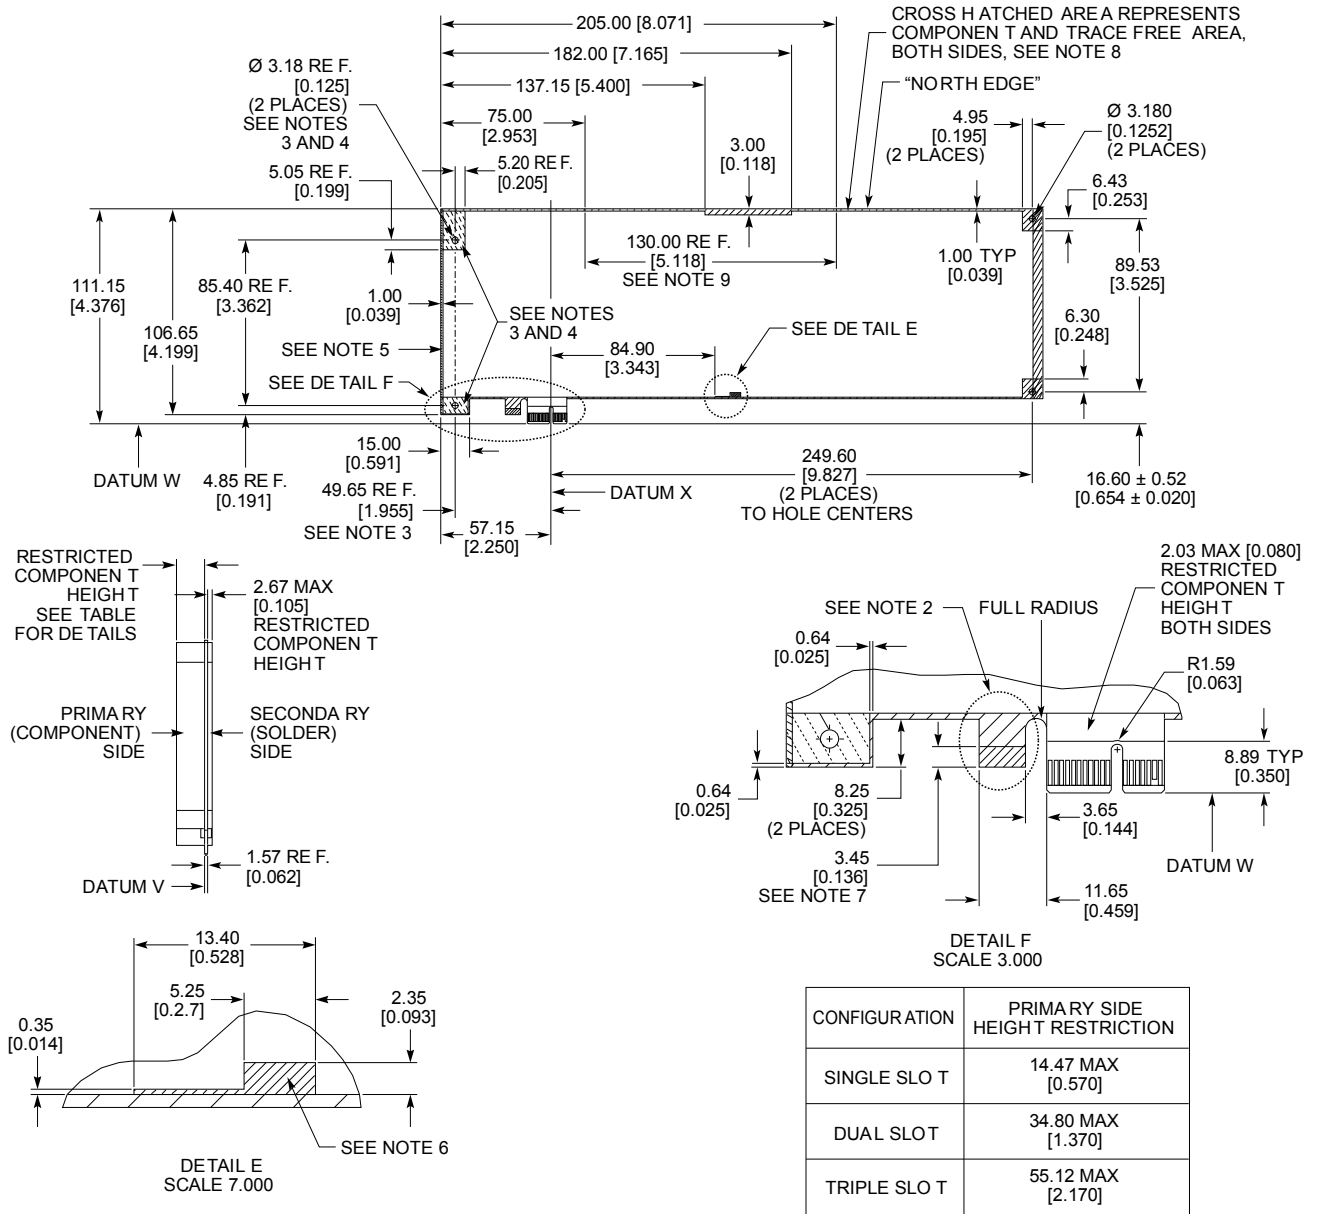 205.00 [8.071]
182.00 [7.165]
137.15 [5.400]
75.00
[2.953]
CROSS HATCHED AREA REPRESENTS
COMPONENT AND TRACE FREE AREA,
BOTH SIDES, SEE NOTE 8
“NORTH EDGE”
Ø 3.18 REF.
[0.125]
(2 PLACES)
SEE NOTES
3 AND 4
5.20 REF.
[0.205]
5.05 REF.
[0.199]
3.00
[0.118]
4.95
[0.195]
(2 PLACES)
Ø 3.180
[0.1252]
(2 PLACES)
6.43
[0.253]
111.15
[4.376]
106.65
[4.199]
85.40 REF.
[3.362]
1.00
[0.039]
130.00 REF.
[5.118]
SEE NOTE 9
1.00 TYP
[0.039]
89.53
[3.525]
6.30
[0.248]
SEE NOTES
3 AND 4
SEE NOTE 5
SEE DETAIL F
84.90
[3.343]
SEE DETAIL E
DATUM W
4.85 REF.
[0.191]
15.00
[0.591]
49.65 REF.
[1.955]
SEE NOTE 3
57.15
[2.250]
DATUM X
249.60
[9.827]
(2 PLACES)
TO HOLE CENTERS
16.60 ± 0.52
[0.654 ± 0.020]
RESTRICTED
COMPONENT
HEIGHT
SEE TABLE
FOR DETAILS
2.67 MAX
[0.105]
RESTRICTED
COMPONENT
HEIGHT
PRIMARY
(COMPONENT)
SIDE
SECONDARY
(SOLDER)
SIDE
1.57 REF.
[0.062]
DATUM V
2.03 MAX [0.080]
RESTRICTED
COMPONENT
HEIGHT
BOTH SIDES
SEE NOTE 2
FULL RADIUS
0.64
[0.025]
R1.59
[0.063]
8.89 TYP
[0.350]
0.64
[0.025]
8.25
[0.325]
(2 PLACES)
3.45
[0.136]
SEE NOTE 7
3.65
[0.144]
11.65
[0.459]
DATUM W
DETAIL F
SCALE 3.000
13.40
[0.528]
5.25
[0.2.7]
2.35
[0.093]
0.35
[0.014]
SEE NOTE 6
DETAIL E
SCALE 7.000
CONFIGURATION
PRIMARY SIDE
HEIGHT RESTRICTION
SINGLE SLOT
14.47 MAX
[0.570]
DUAL SLOT
34.80 MAX
[1.370]
TRIPLE SLOT
55.12 MAX
[2.170]